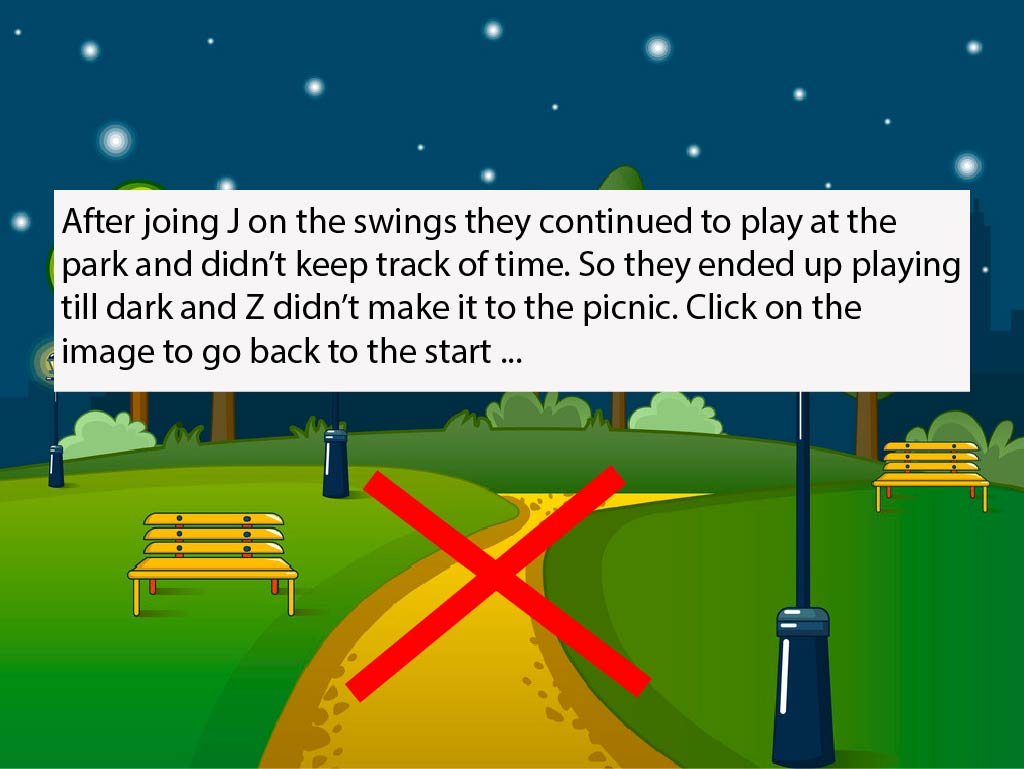 After joing J on the swings they continued to play at the
park and didn’t keep track of time. So they ended up playing
till dark and Z didn’t make it to the picnic. Click on the
image to go back to the start ...